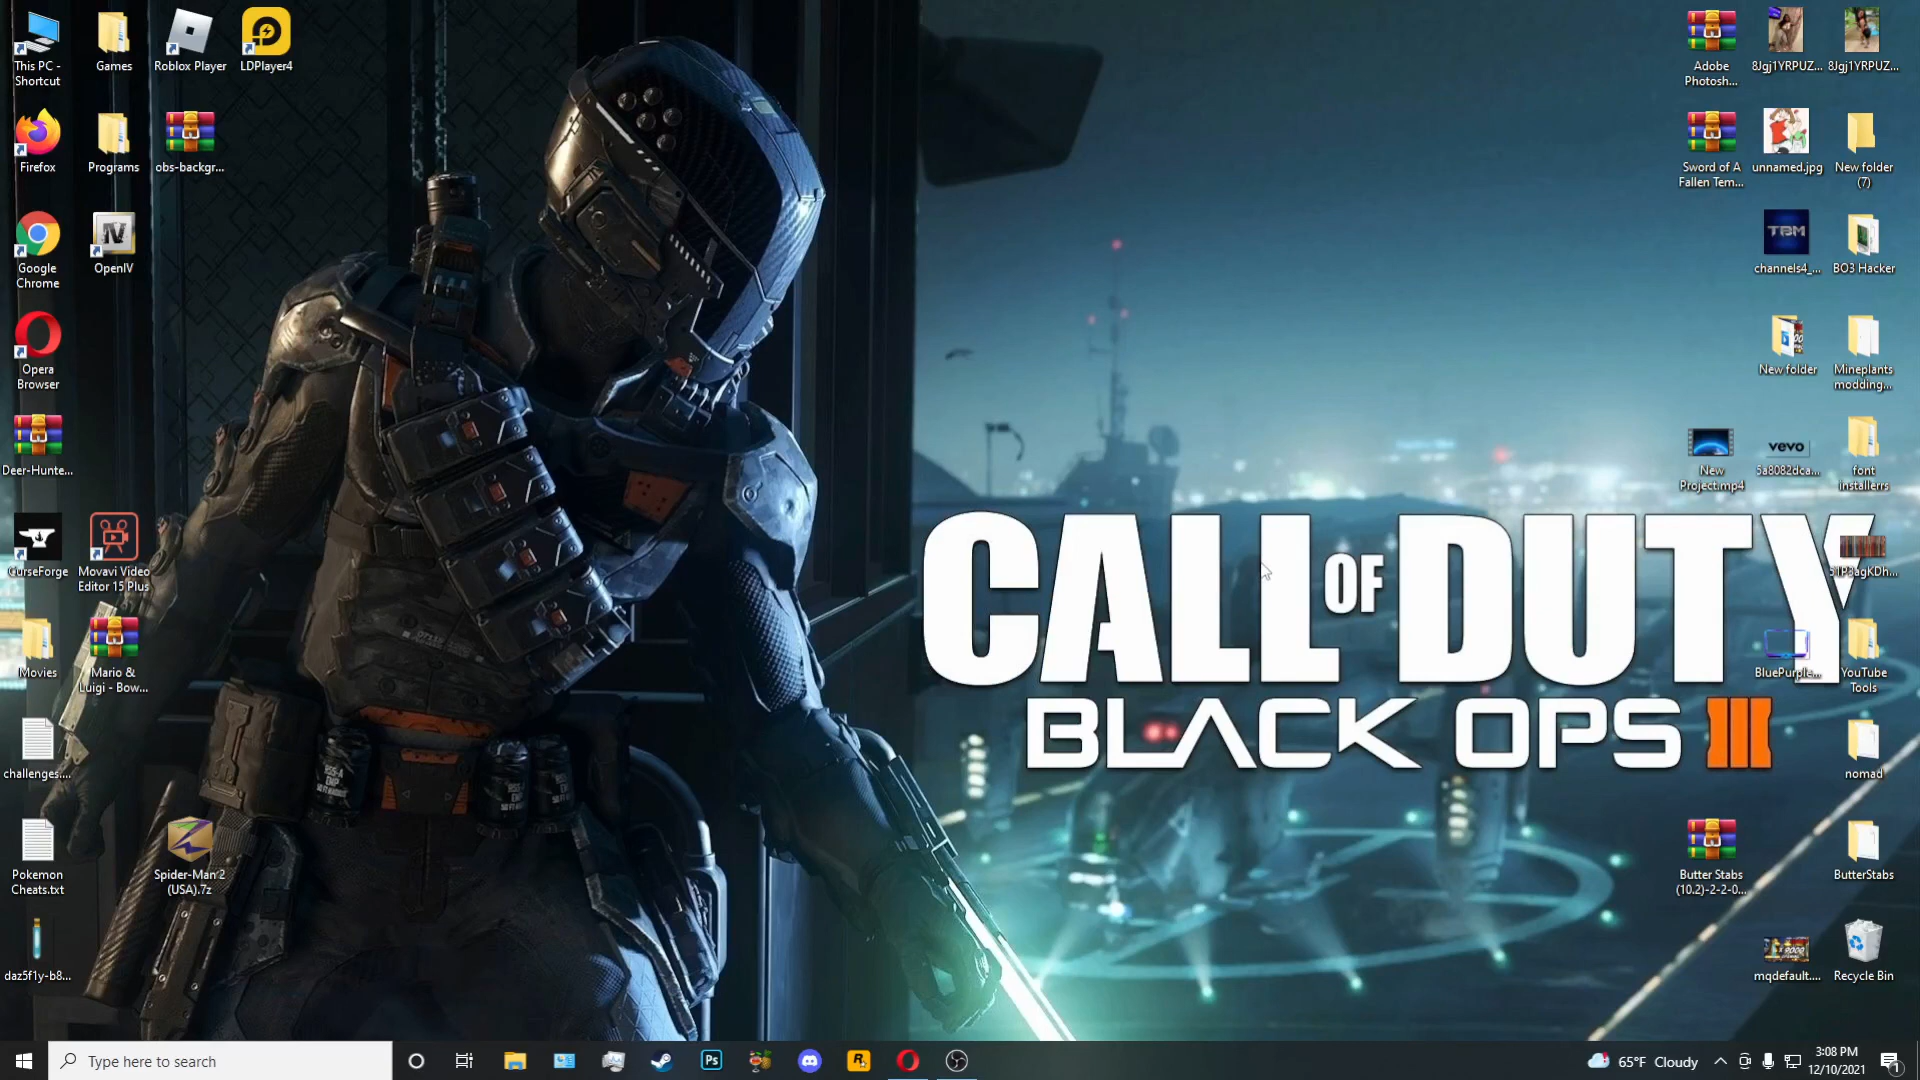 This PC -
Shortcut
Games
Roblox Player
LDPlayer4
Firefox
Programs
obs-backgr...
Google
Chrome
OpenIV
Opera
Browser
Deer-Hunte...
CurseForge
Movavi Video
Editor 15 Plus
Movies
Mario &
Luigi - Bow...
challenges....
Pokemon
Cheats.txt
Spider-Man 2
(USA).7z
daz5f1y-b8...
Adobe
Photosh...
8Jgj1YRPUZ...
8Jgj1YRPUZ...
Sword of A
Fallen Tem...
unnamed.jpg
New folder
(7)
TBM
channels4_...
BO3 Hacker
New folder
Mineplants
modding...
New
Project.mp4
vevo
5a8082dca...
font
installerrs
CALL OF DUTY
BLACK OPS III
BluePurple...
YouTube
Tools
nomad
Butter Stabs
(10.2)-2-2-0...
ButterStabs
mqdefault....
Recycle Bin
Type here to search
Ps
65°F Cloudy
3:08 PM
12/10/2021
1